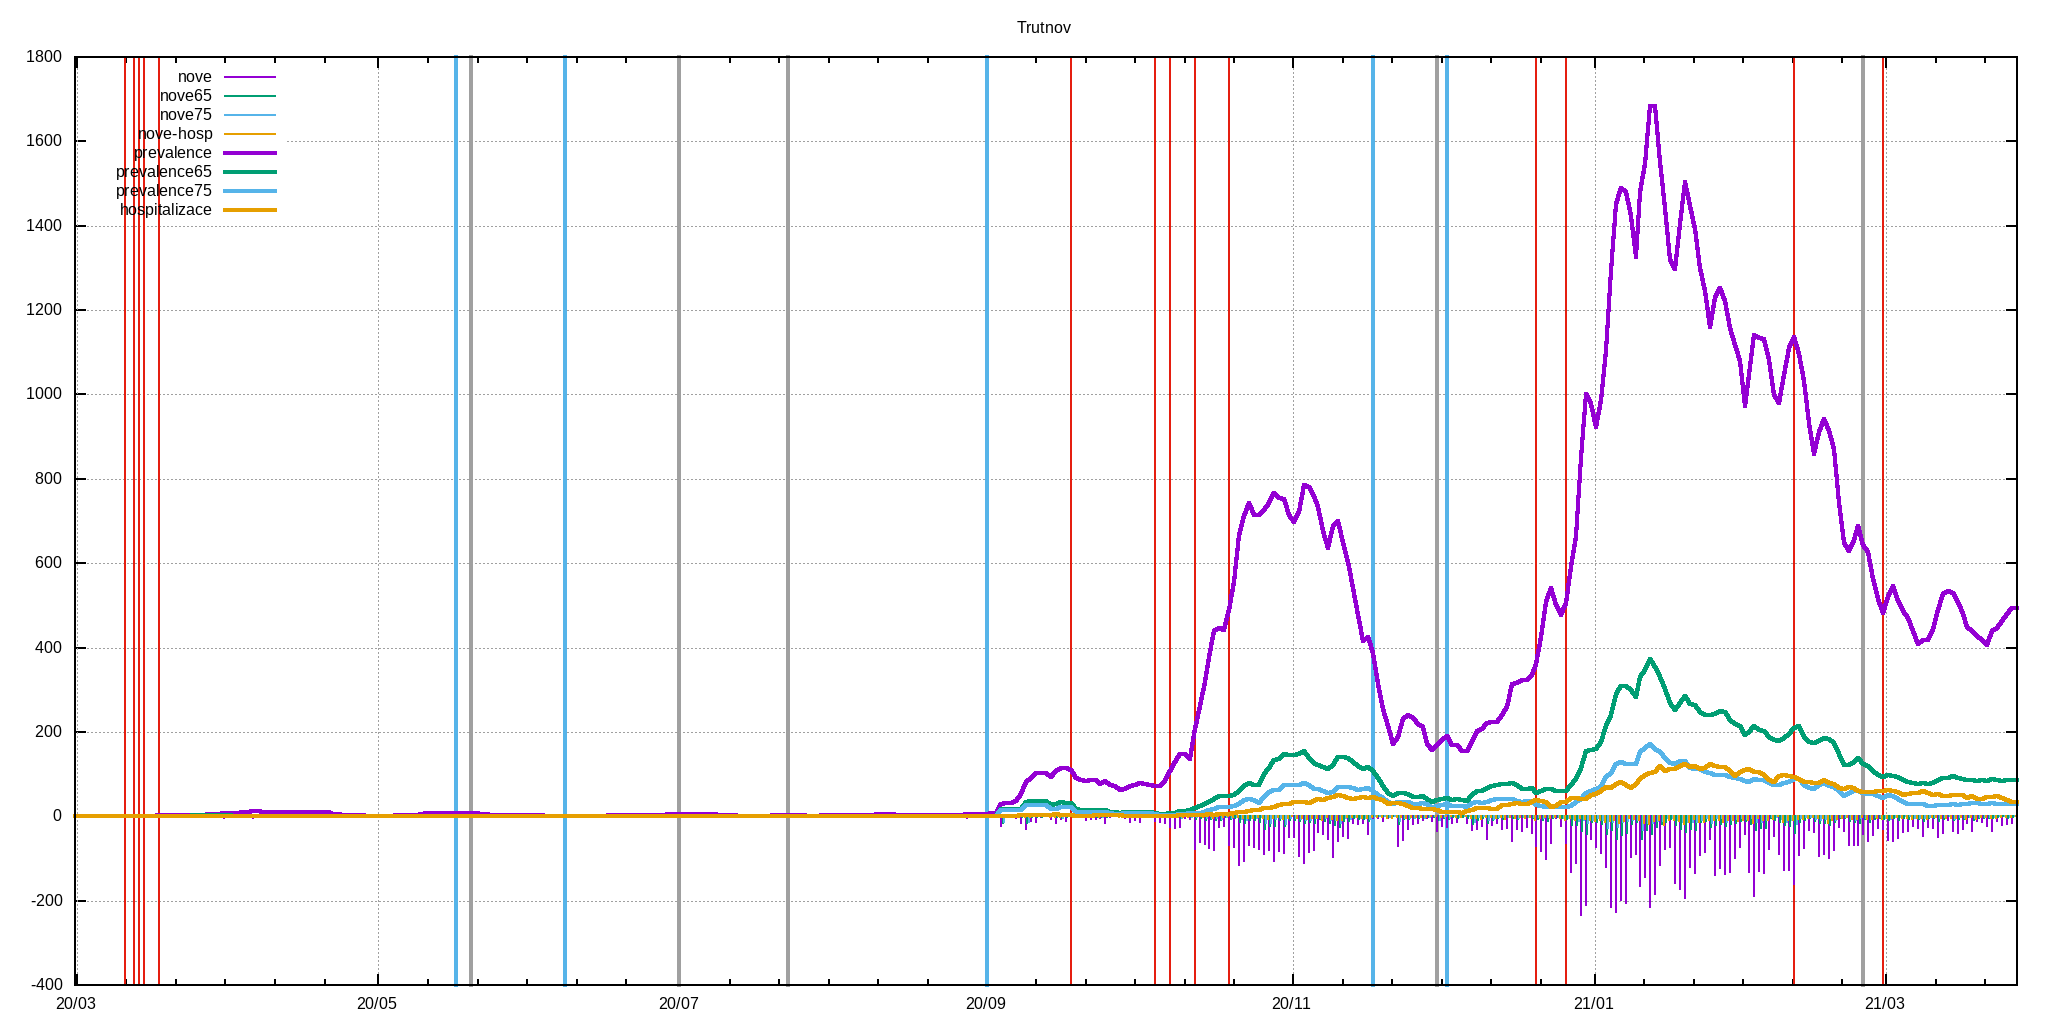 Trutnov
1800
1600
1400
1200
1000
800
600
400
200
0
-200
-400
nove
nove65
nove75
nove-hosp
prevalence
prevalence65
prevalence75
hospitalizace
20/03 20/05 20/07 20/09 20/11 21/01 21/03